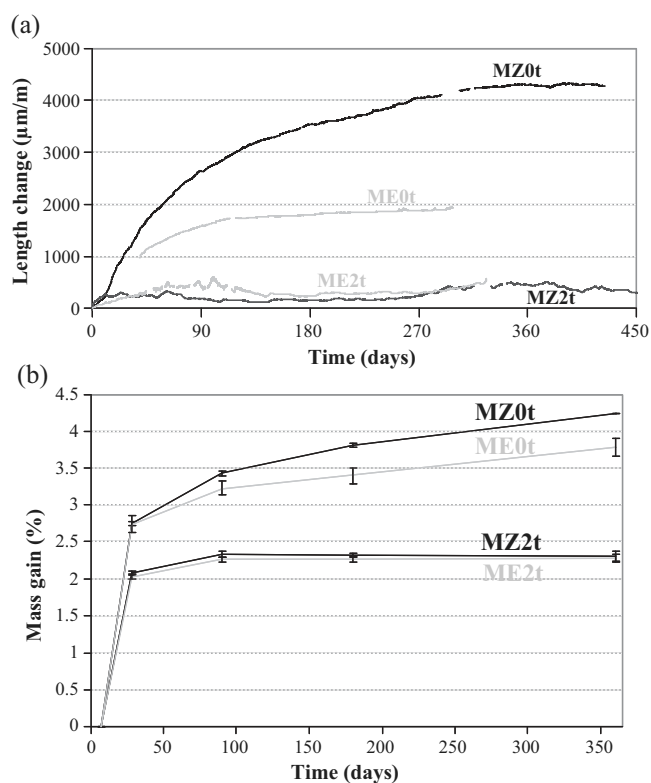 (a)
Length change (µm/m)
5000
4000
3000
2000
1000
0
MZ0t
ME0t
ME2t
MZ2t
0 90 180 270 360 450
Time (days)
(b)
Mass gain (%)
4.5
4
3.5
3
2.5
2
1.5
1
0.5
0
MZ0t
ME0t
MZ2t
ME2t
0 50 100 150 200 250 300 350
Time (days)